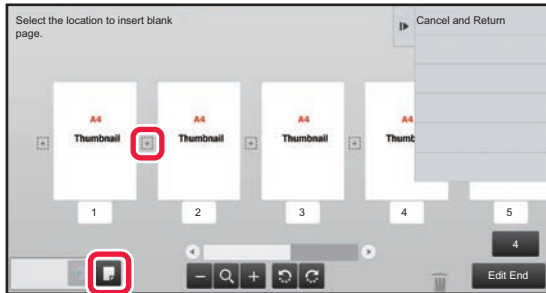 Select the location to insert blank
page.
Cancel and Return
A4
Thumbnail
A4
Thumbnail
A4
Thumbnail
A4
Thumb
1
2
3
4
5
4
Edit End